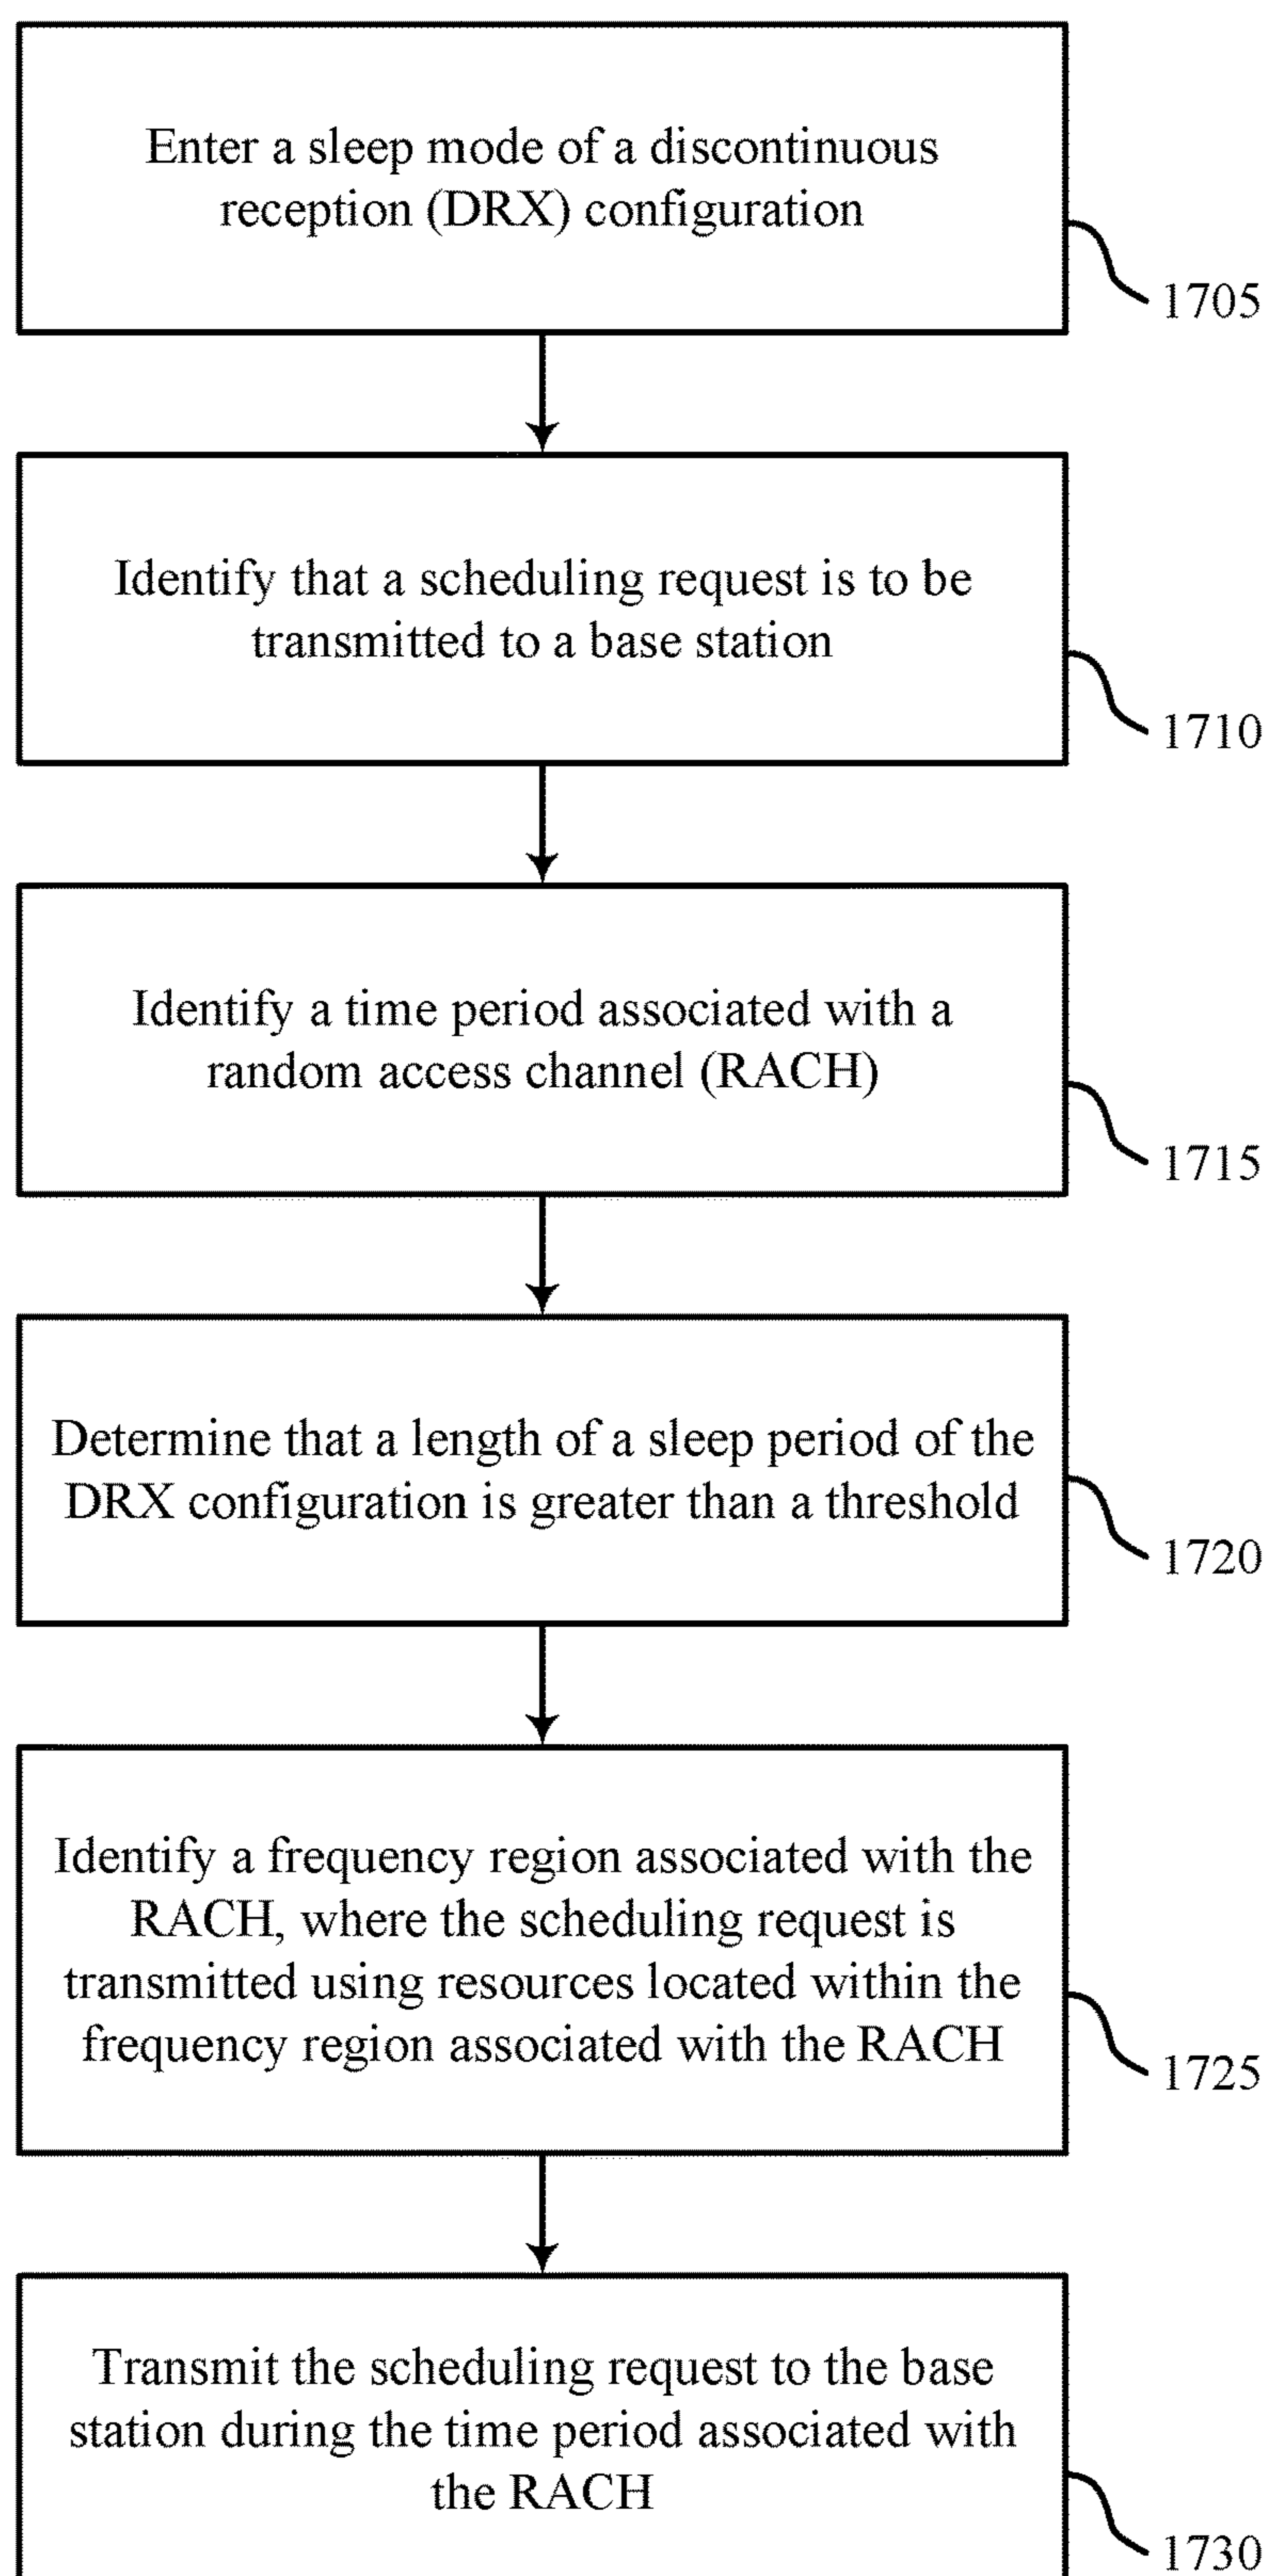 Enter a sleep mode of a discontinuous
reception (DRX) configuration
1705
Identify that a scheduling request is to be
transmitted to a base station
1710
Identify a time period associated with a
random access channel (RACH)
1715
Determine that a length of a sleep period of the
DRX configuration is greater than a threshold
1720
Identify a frequency region associated with the
RACH, where the scheduling request is
transmitted using resources located within the
frequency region associated with the RACH
1725
Transmit the scheduling request to the base
station during the time period associated with
the RACH
1730